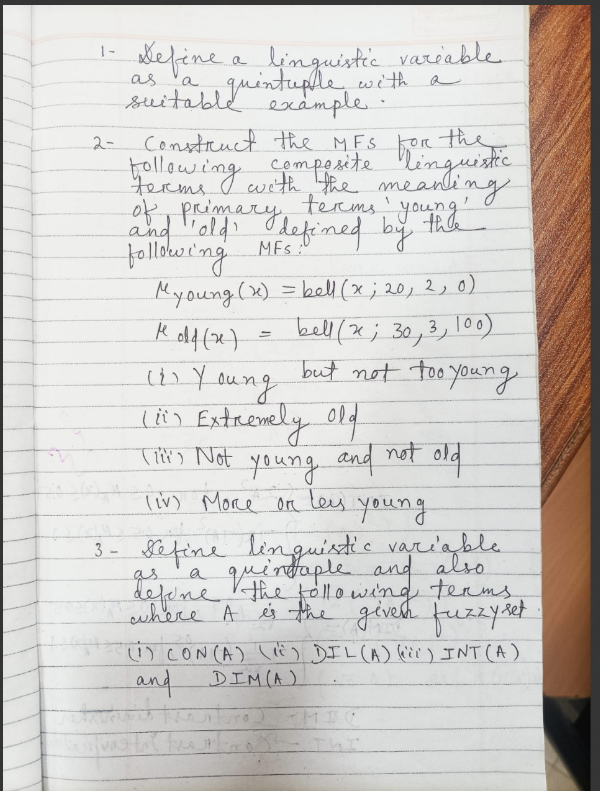 1- Define a linguistic variable
as a quintuple with a
suitable example.
2- Construct the MFs for the
following composite linguistic
terms with the meaning
of primary terms 'young'
and 'old' defined by the
following MFs:
μ young(x) = bell(x; 20, 2, 0)
μ old(x) = bell(x; 30, 3, 100)
(i) Young but not too young
(ii) Extremely old
(iii) Not young and not old
(iv) More or less young
3- Define linguistic variable
as a quintuple and also
define the following terms
where A is the given fuzzy set.
(i) CON(A) (ii) DIL(A) (iii) INT(A)
and DIM(A).